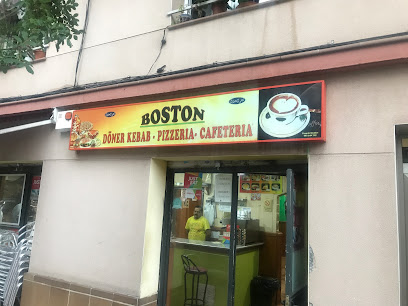 BOSTON
DÖNER KEBAB - PIZZERIA- CAFETERIA